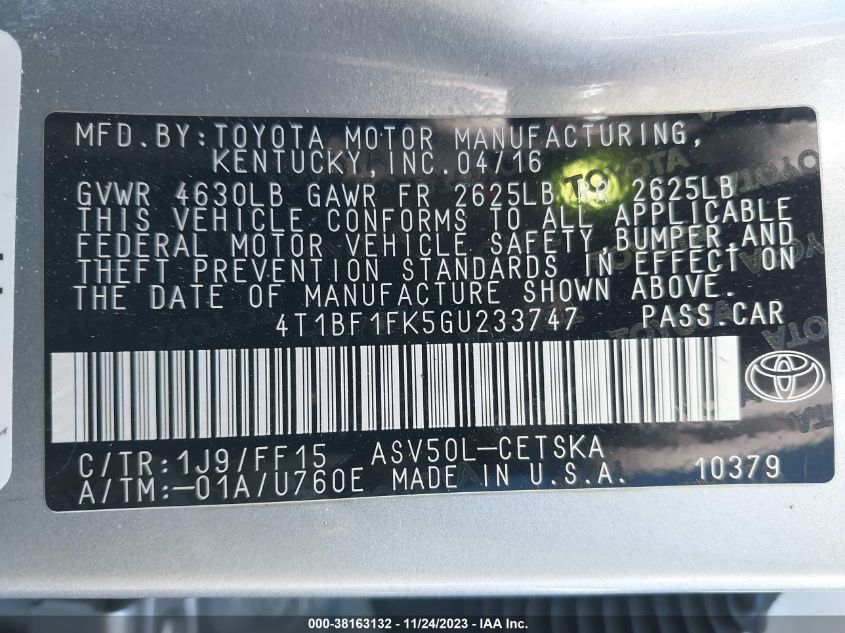 MFD.BY:TOYOTA MOTOR MANUFACTURING,
KENTUCKY,INC.04/16
GVWR 4630LB GAWR FR 2625LB RR 2625LB
THIS VEHICLE CONFORMS TO ALL APPLICABLE
FEDERAL MOTOR VEHICLE SAFETY,BUMPER,AND
THEFT PREVENTION STANDARDS IN EFFECT ON
THE DATE OF MANUFACTURE SHOWN ABOVE.
4T1BF1FK5GU233747 PASS.CAR
C/TR:1J9/FF15 ASV50L-CETSKA
A/TM:-01A/U760E MADE IN U.S.A. 10379
TOYOTA
TOYOTA
TOYOTA
000-38163132 - 11/24/2023 - IAA Inc.